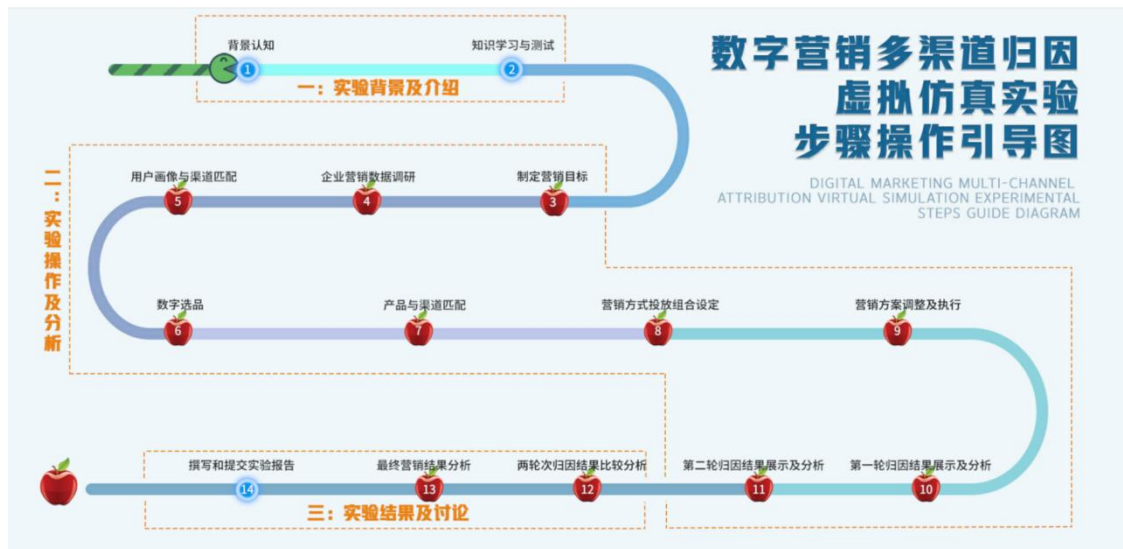 数字营销多渠道归因
虚拟仿真实验
步骤操作引导图
DIGITAL MARKETING MULTI-CHANNEL
ATTRIBUTION VIRTUAL SIMULATION EXPERIMENTAL
STEPS GUIDE DIAGRAM
背景认知
知识学习与测试
1
2
一：实验背景及介绍
二：实验操作及分析
用户画像与渠道匹配
企业营销数据调研
制定营销目标
5
4
3
数字选品
产品与渠道匹配
营销方式投放组合设定
营销方案调整及执行
6
7
8
9
撰写和提交实验报告
最终营销结果分析
两轮次归因结果比较分析
第二轮归因结果展示及分析
第一轮归因结果展示及分析
14
13
12
11
10
三：实验结果及讨论